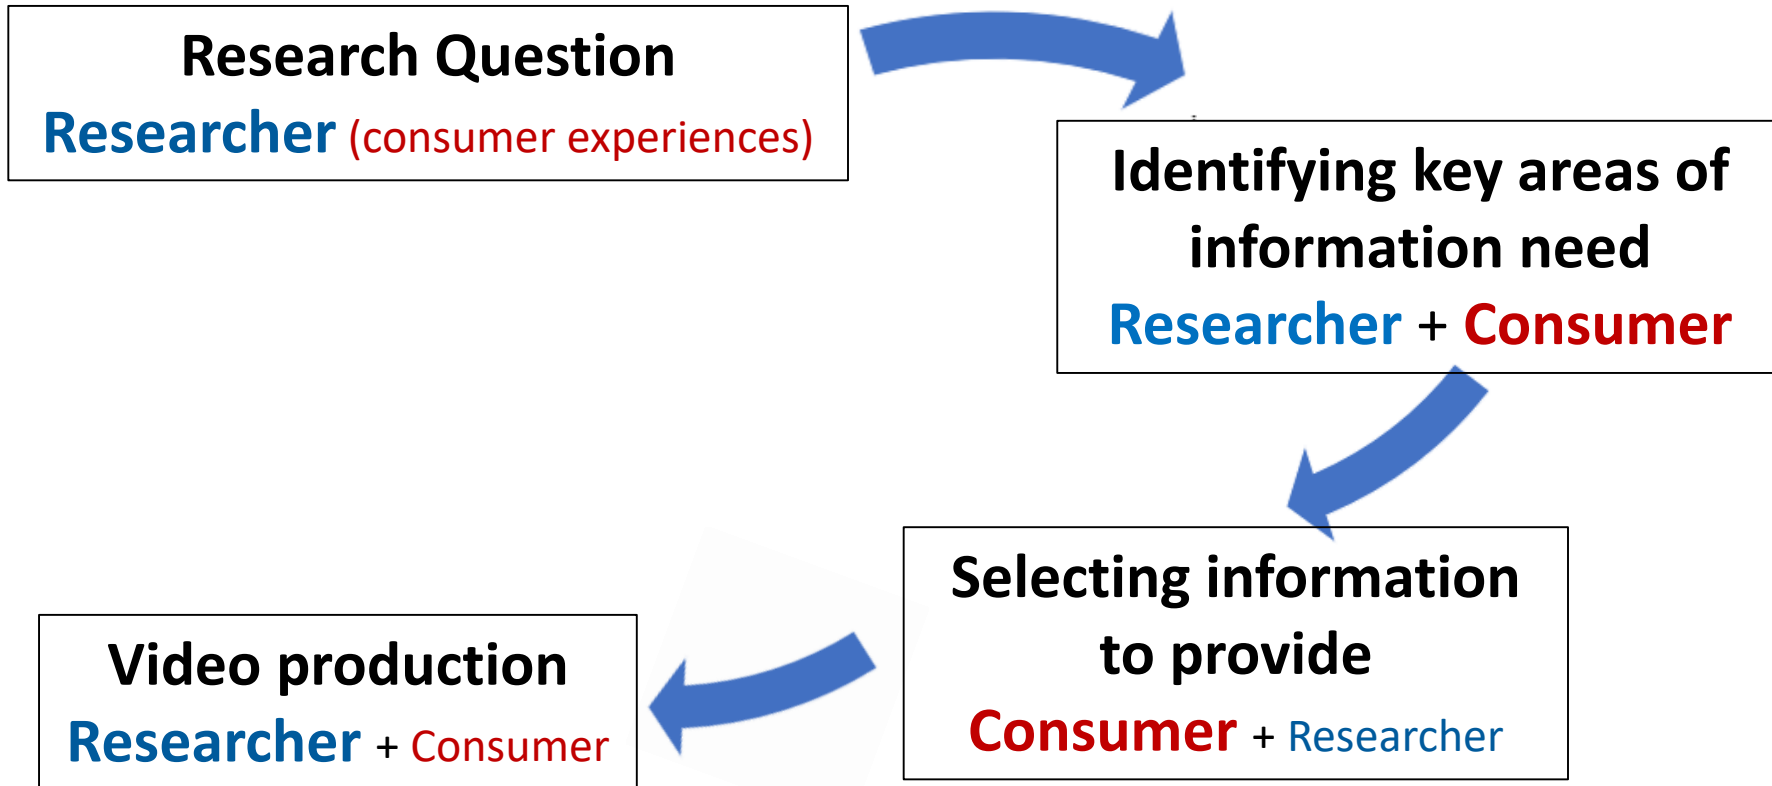 Research Question
Researcher (consumer experiences)
Identifying key areas of
information need
Researcher + Consumer
Selecting information
to provide
Consumer + Researcher
Video production
Researcher + Consumer